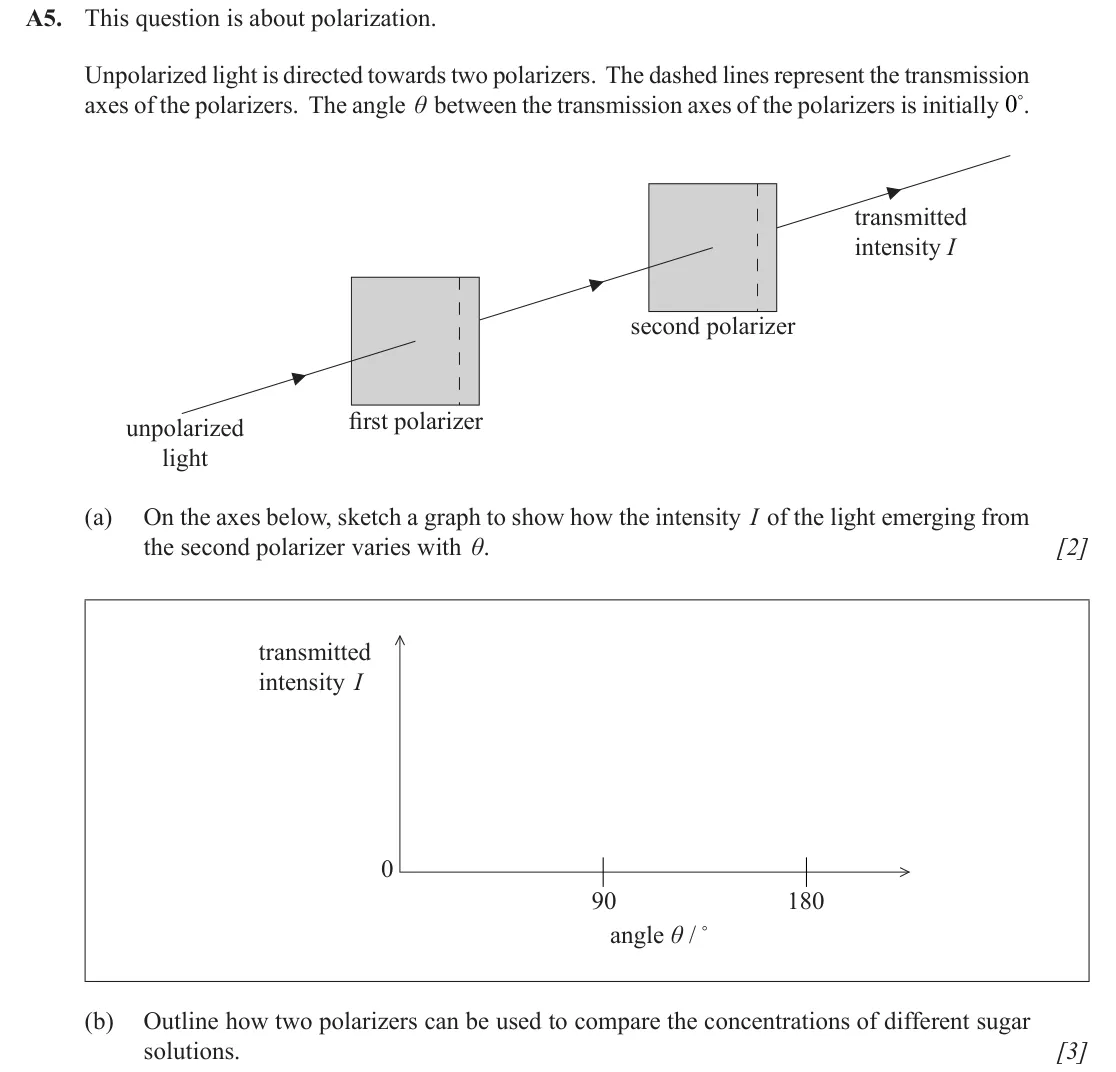 A5. This question is about polarization.
Unpolarized light is directed towards two polarizers. The dashed lines represent the transmission
axes of the polarizers. The angle θ between the transmission axes of the polarizers is initially 0°.
transmitted
intensity I
second polarizer
first polarizer
unpolarized
light
(a) On the axes below, sketch a graph to show how the intensity I of the light emerging from
the second polarizer varies with θ. [2]
transmitted
intensity I
0
90 180
angle θ / °
(b) Outline how two polarizers can be used to compare the concentrations of different sugar
solutions. [3]